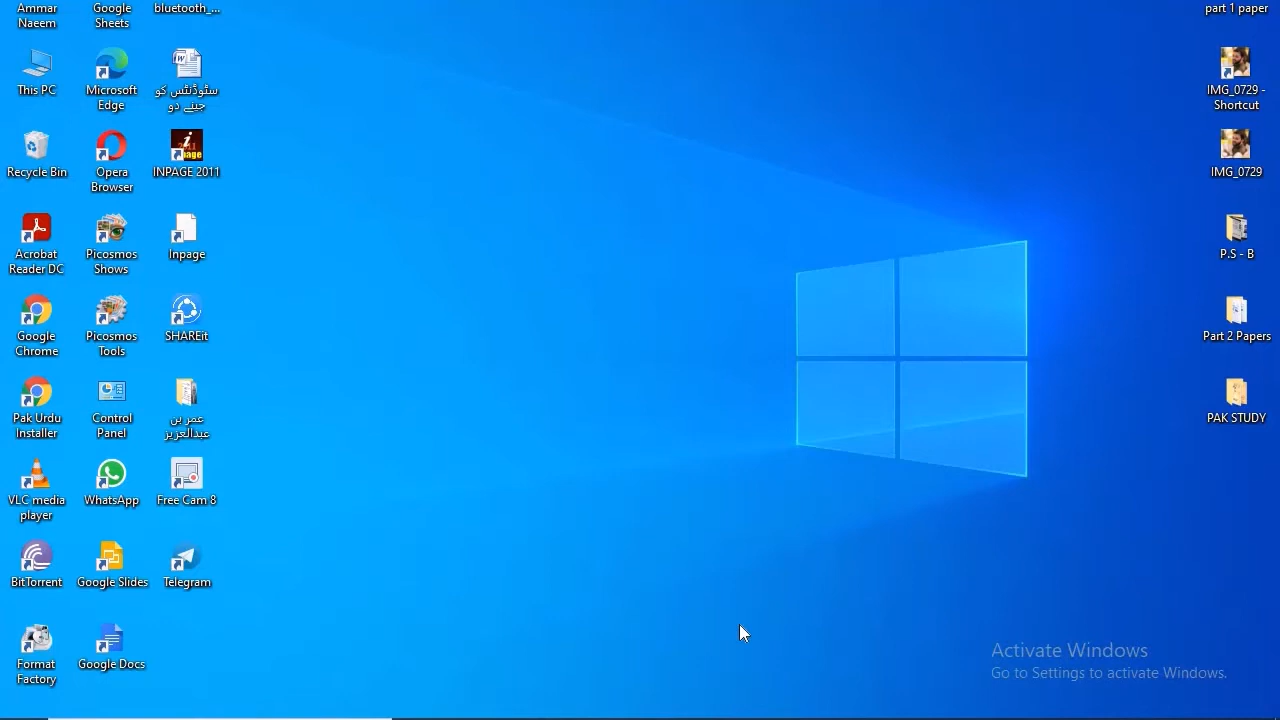 Ammar
Naeem
Google
Sheets
bluetooth_...
part 1 paper
This PC
Microsoft
Edge
سٹوڈنٹس کو
جینے دو
IMG_0729 -
Shortcut
Recycle Bin
Opera
Browser
INPAGE 2011
IMG_0729
Acrobat
Reader DC
Picosmos
Shows
Inpage
P.S - B
Google
Chrome
Picosmos
Tools
SHAREit
Part 2 Papers
Pak Urdu
Installer
Control
Panel
عمر بن
عبدالعزیز
PAK STUDY
VLC media
player
WhatsApp
Free Cam 8
BitTorrent
Google Slides
Telegram
Format
Factory
Google Docs
Activate Windows
Go to Settings to activate Windows.